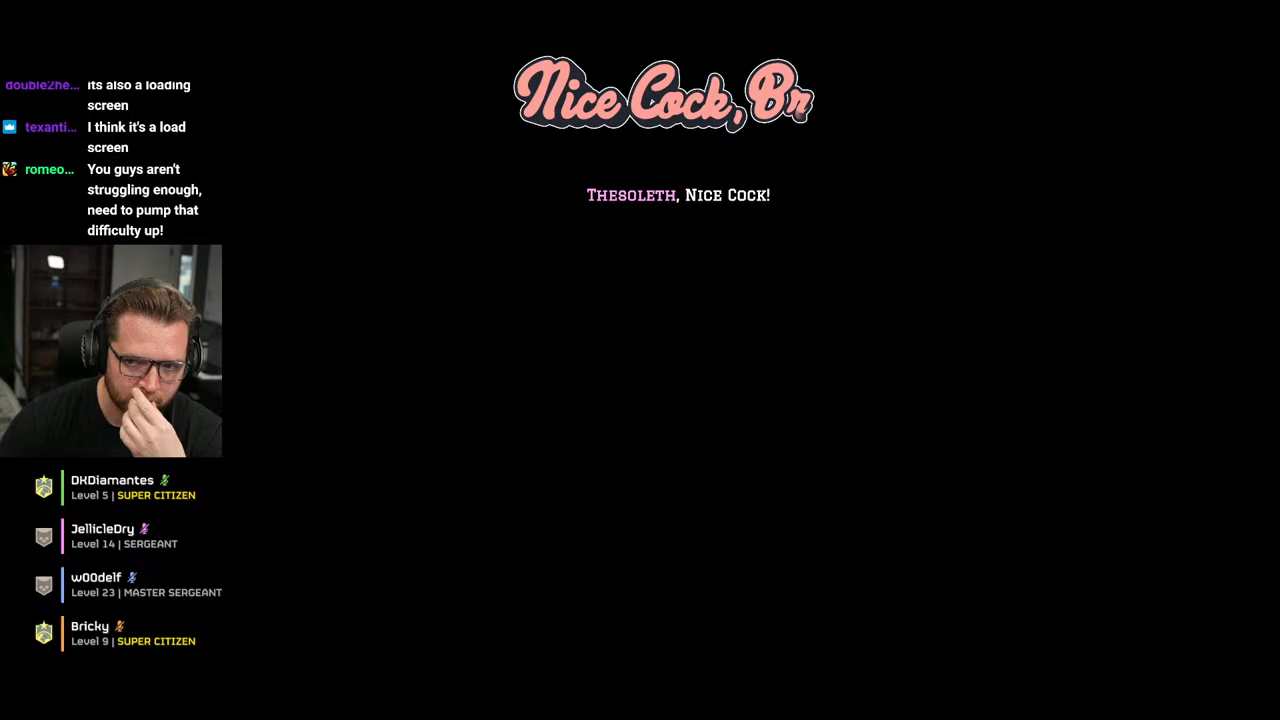 Nice Cock, Br
double2he... its also a loading
screen
texanti... I think it's a load
screen
romeo... You guys aren't
struggling enough,
need to pump that
difficulty up!
Thesoleth, Nice Cock!
DKDiamantes
Level 5 | SUPER CITIZEN
JellicleDry
Level 14 | SERGEANT
w00delf
Level 23 | MASTER SERGEANT
Bricky
Level 9 | SUPER CITIZEN